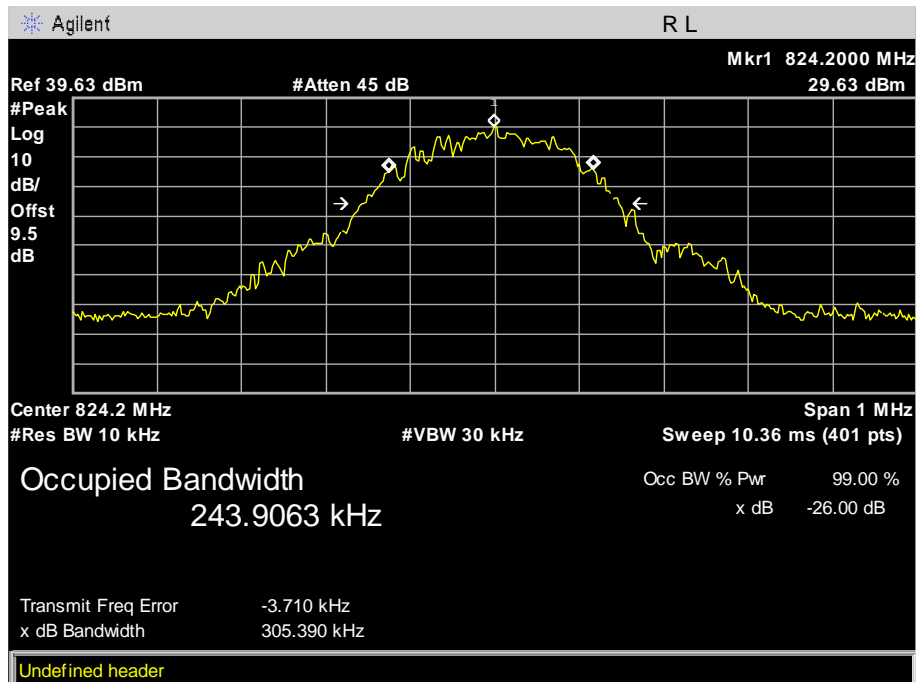 Agilent R L
Mkr1 824.2000 MHz
Ref 39.63 dBm #Atten 45 dB 29.63 dBm
#Peak
Log
10
dB/
Offst
9.5
dB
1
Center 824.2 MHz Span 1 MHz
#Res BW 10 kHz #VBW 30 kHz Sweep 10.36 ms (401 pts)
Occupied Bandwidth Occ BW % Pwr 99.00 %
243.9063 kHz x dB -26.00 dB
Transmit Freq Error -3.710 kHz
x dB Bandwidth 305.390 kHz
Undefined header